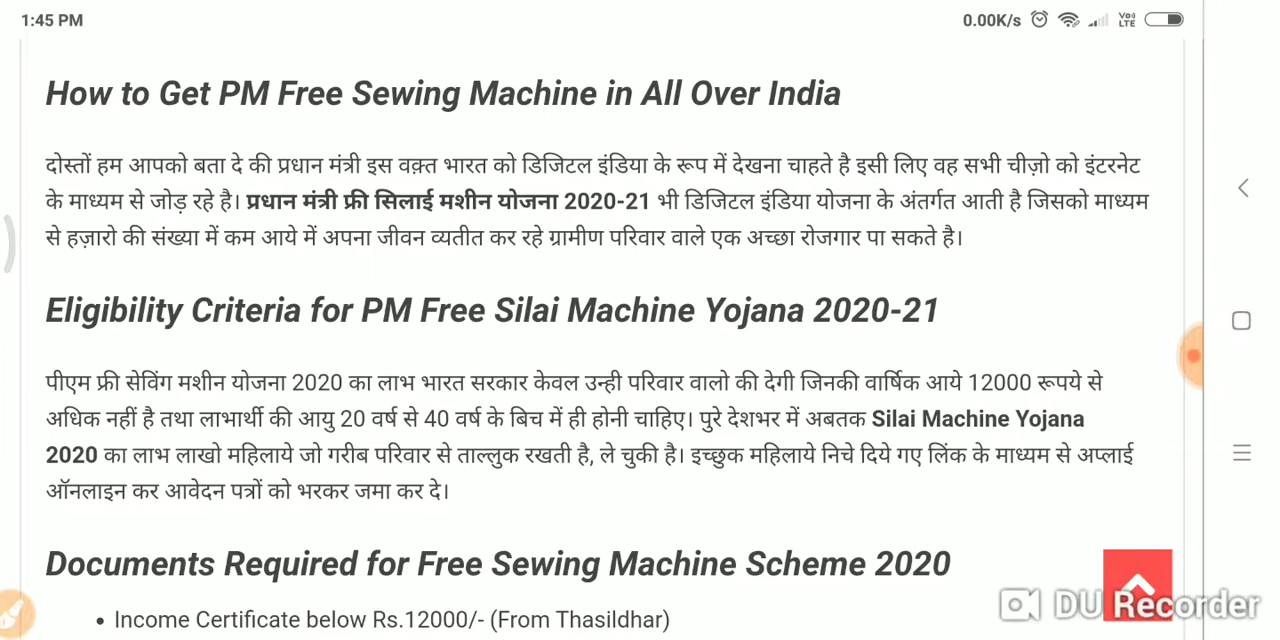 1:45 PM
0.00K/s
Vo)) LTE
How to Get PM Free Sewing Machine in All Over India
दोस्तों हम आपको बता दे की प्रधान मंत्री इस वक़्त भारत को डिजिटल इंडिया के रूप में देखना चाहते है इसी लिए वह सभी चीज़ो को इंटरनेट
के माध्यम से जोड़ रहे है। प्रधान मंत्री फ्री सिलाई मशीन योजना 2020-21 भी डिजिटल इंडिया योजना के अंतर्गत आती है जिसको माध्यम
से हज़ारो की संख्या में कम आये में अपना जीवन व्यतीत कर रहे ग्रामीण परिवार वाले एक अच्छा रोजगार पा सकते है।
Eligibility Criteria for PM Free Silai Machine Yojana 2020-21
पीएम फ्री सेविंग मशीन योजना 2020 का लाभ भारत सरकार केवल उन्ही परिवार वालो की देगी जिनकी वार्षिक आये 12000 रूपये से
अधिक नहीं है तथा लाभार्थी की आयु 20 वर्ष से 40 वर्ष के बिच में ही होनी चाहिए। पुरे देशभर में अबतक Silai Machine Yojana
2020 का लाभ लाखो महिलाये जो गरीब परिवार से ताल्लुक रखती है, ले चुकी है। इच्छुक महिलाये निचे दिये गए लिंक के माध्यम से अप्लाई
ऑनलाइन कर आवेदन पत्रों को भरकर जमा कर दे।
Documents Required for Free Sewing Machine Scheme 2020
• Income Certificate below Rs.12000/- (From Thasildhar)
DU Recorder